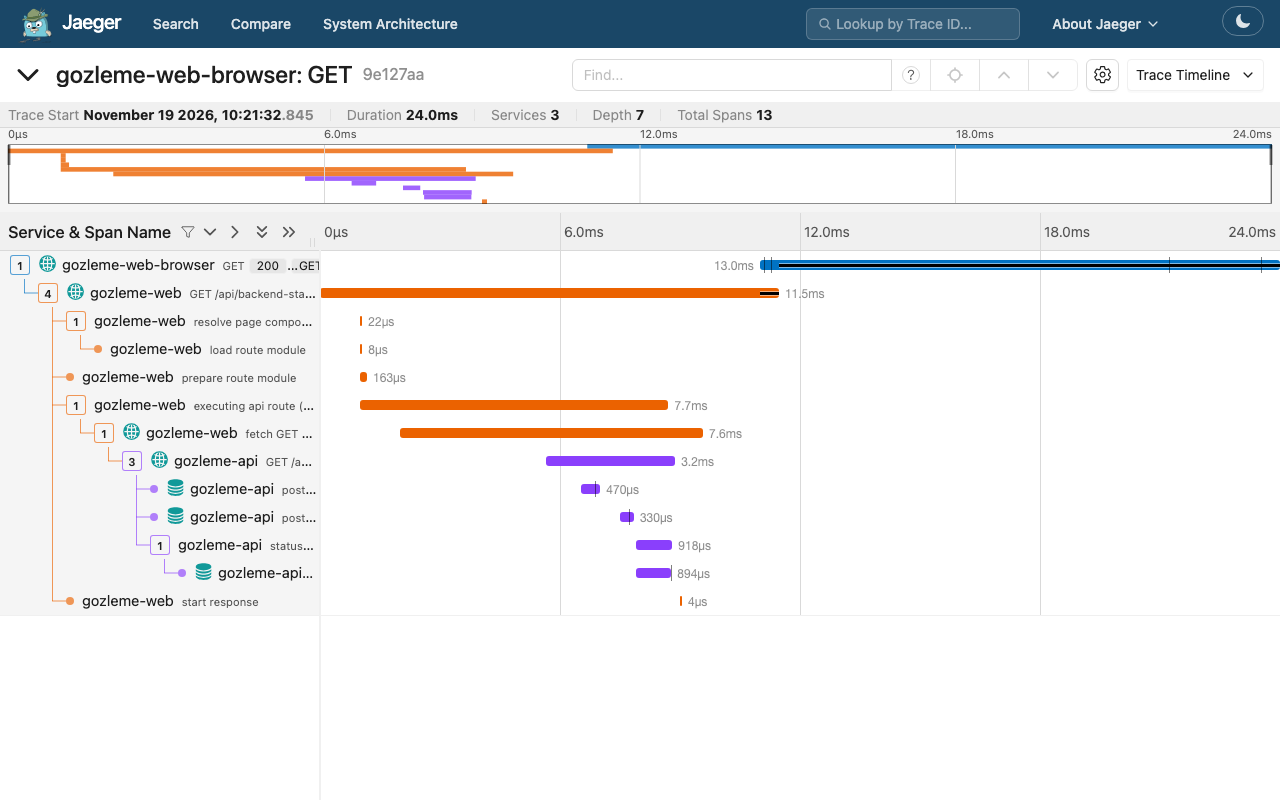 Jaeger Search Compare System Architecture Lookup by Trace ID... About Jaeger
gozleme-web-browser: GET 9e127aa Find... ? Trace Timeline
Trace Start November 19 2026, 10:21:32.845 Duration 24.0ms Services 3 Depth 7 Total Spans 13
0μs 6.0ms 12.0ms 18.0ms 24.0ms
Service & Span Name 0μs 6.0ms 12.0ms 18.0ms 24.0ms
1 gozleme-web-browser GET 200 ...GET 13.0ms
4 gozleme-web GET /api/backend-sta... 11.5ms
1 gozleme-web resolve page compo... 22μs
gozleme-web load route module 8μs
gozleme-web prepare route module 163μs
1 gozleme-web executing api route (... 7.7ms
1 gozleme-web fetch GET ... 7.6ms
3 gozleme-api GET /a... 3.2ms
gozleme-api post... 470μs
gozleme-api post... 330μs
1 gozleme-api status... 918μs
gozleme-api... 894μs
gozleme-web start response 4μs